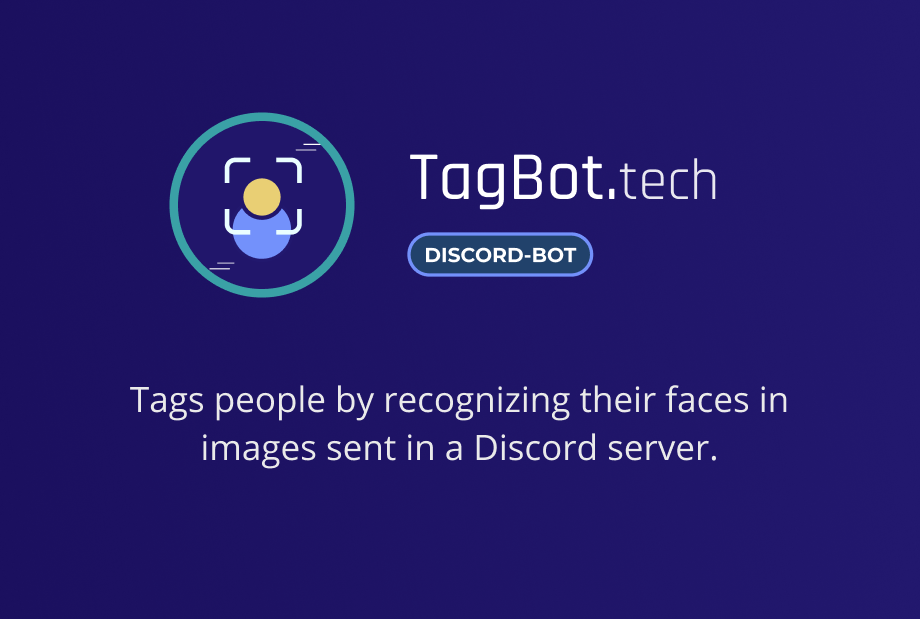 TagBot.tech
DISCORD-BOT
Tags people by recognizing their faces in
images sent in a Discord server.